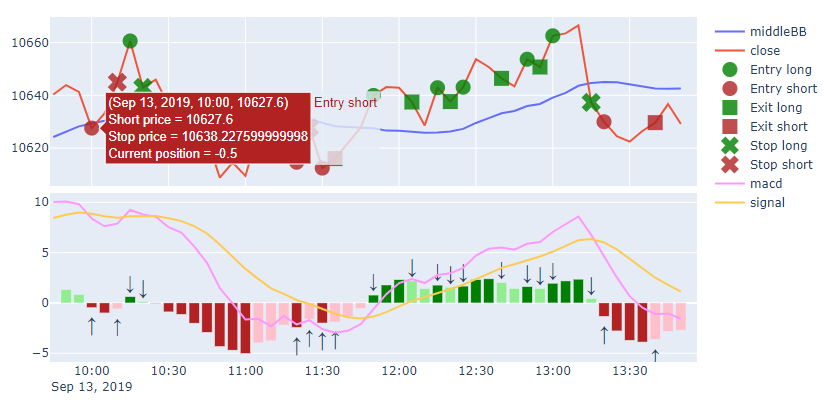 10660
10640
10620
(Sep 13, 2019, 10:00, 10627.6)
Short price = 10627.6
Stop price = 10638.227599999998
Current position = -0.5
Entry short
middleBB
close
Entry long
Entry short
Exit long
Exit short
Stop long
Stop short
macd
signal
10
5
0
−5
10:00
10:30
11:00
11:30
12:00
12:30
13:00
13:30
Sep 13, 2019